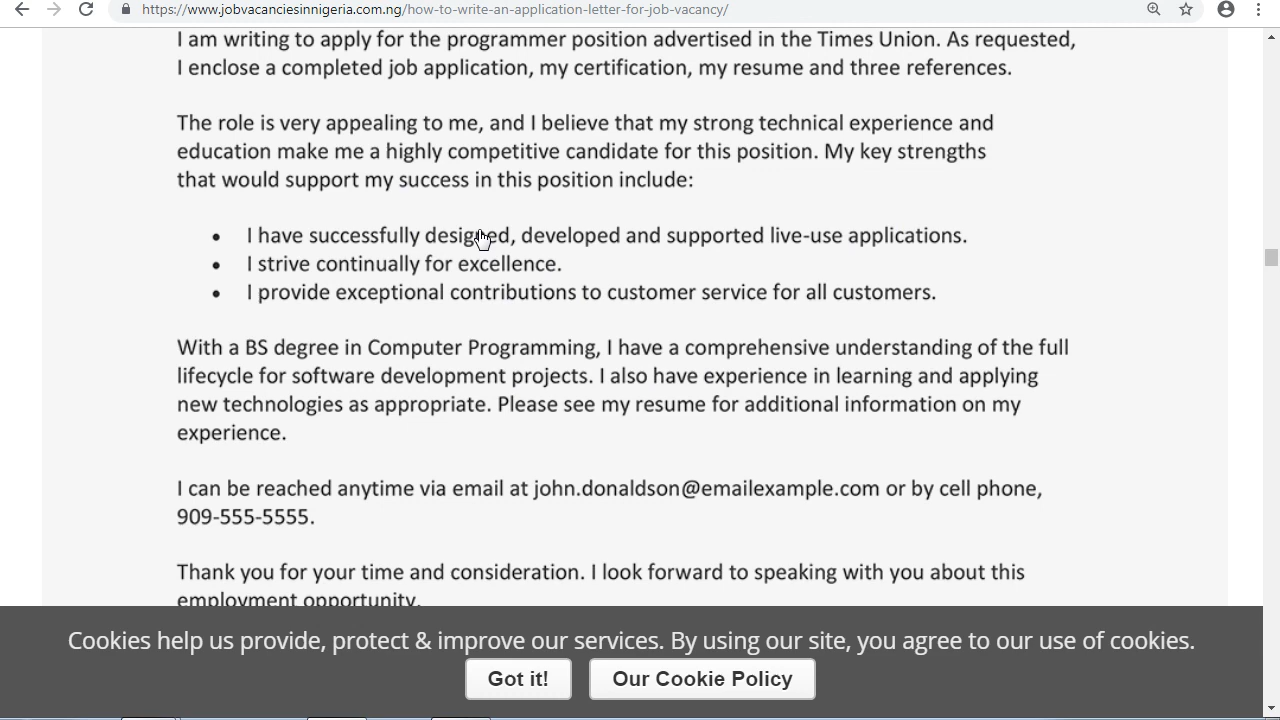 https://www.jobvacanciesinnigeria.com.ng/how-to-write-an-application-letter-for-job-vacancy/
I am writing to apply for the programmer position advertised in the Times Union. As requested,
I enclose a completed job application, my certification, my resume and three references.
The role is very appealing to me, and I believe that my strong technical experience and
education make me a highly competitive candidate for this position. My key strengths
that would support my success in this position include:
• I have successfully designed, developed and supported live-use applications.
• I strive continually for excellence.
• I provide exceptional contributions to customer service for all customers.
With a BS degree in Computer Programming, I have a comprehensive understanding of the full
lifecycle for software development projects. I also have experience in learning and applying
new technologies as appropriate. Please see my resume for additional information on my
experience.
I can be reached anytime via email at john.donaldson@emailexample.com or by cell phone,
909-555-5555.
Thank you for your time and consideration. I look forward to speaking with you about this
employment opportunity.
Cookies help us provide, protect & improve our services. By using our site, you agree to our use of cookies.
Got it! Our Cookie Policy